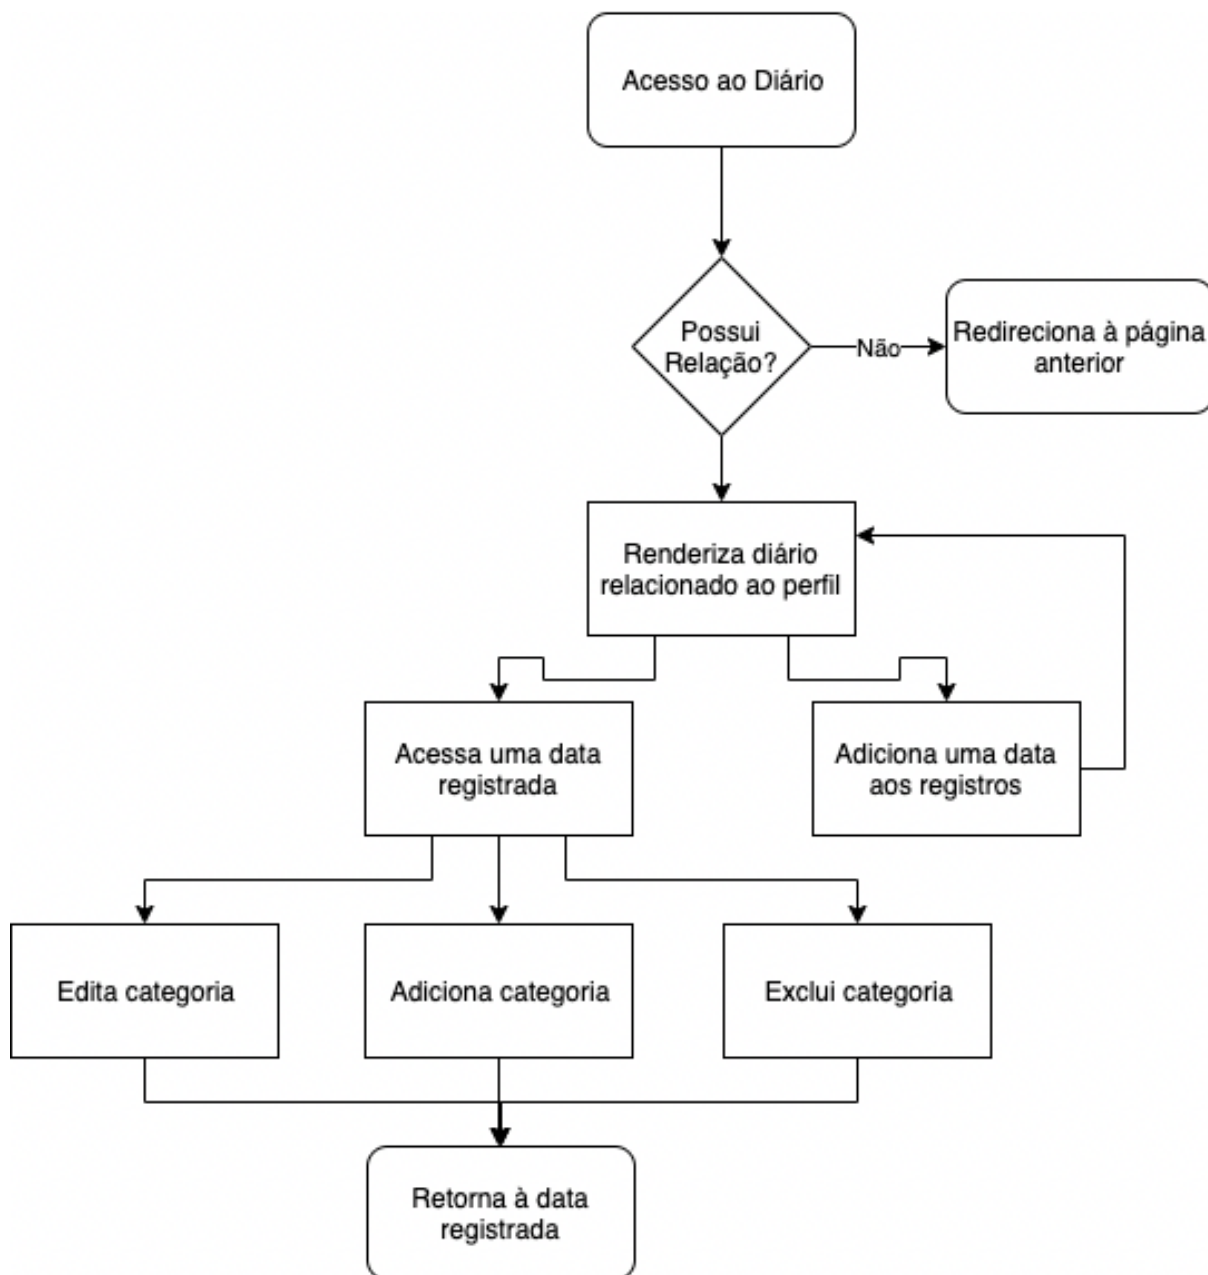 Acesso ao Diário
Possui
Relação?
Não
Redireciona à página
anterior
Renderiza diário
relacionado ao perfil
Acessa uma data
registrada
Adiciona uma data
aos registros
Edita categoria
Adiciona categoria
Exclui categoria
Retorna à data
registrada